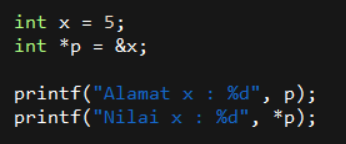 int x = 5;
int *p = &x;
printf("Alamat x : %d", p);
printf("Nilai x : %d", *p);